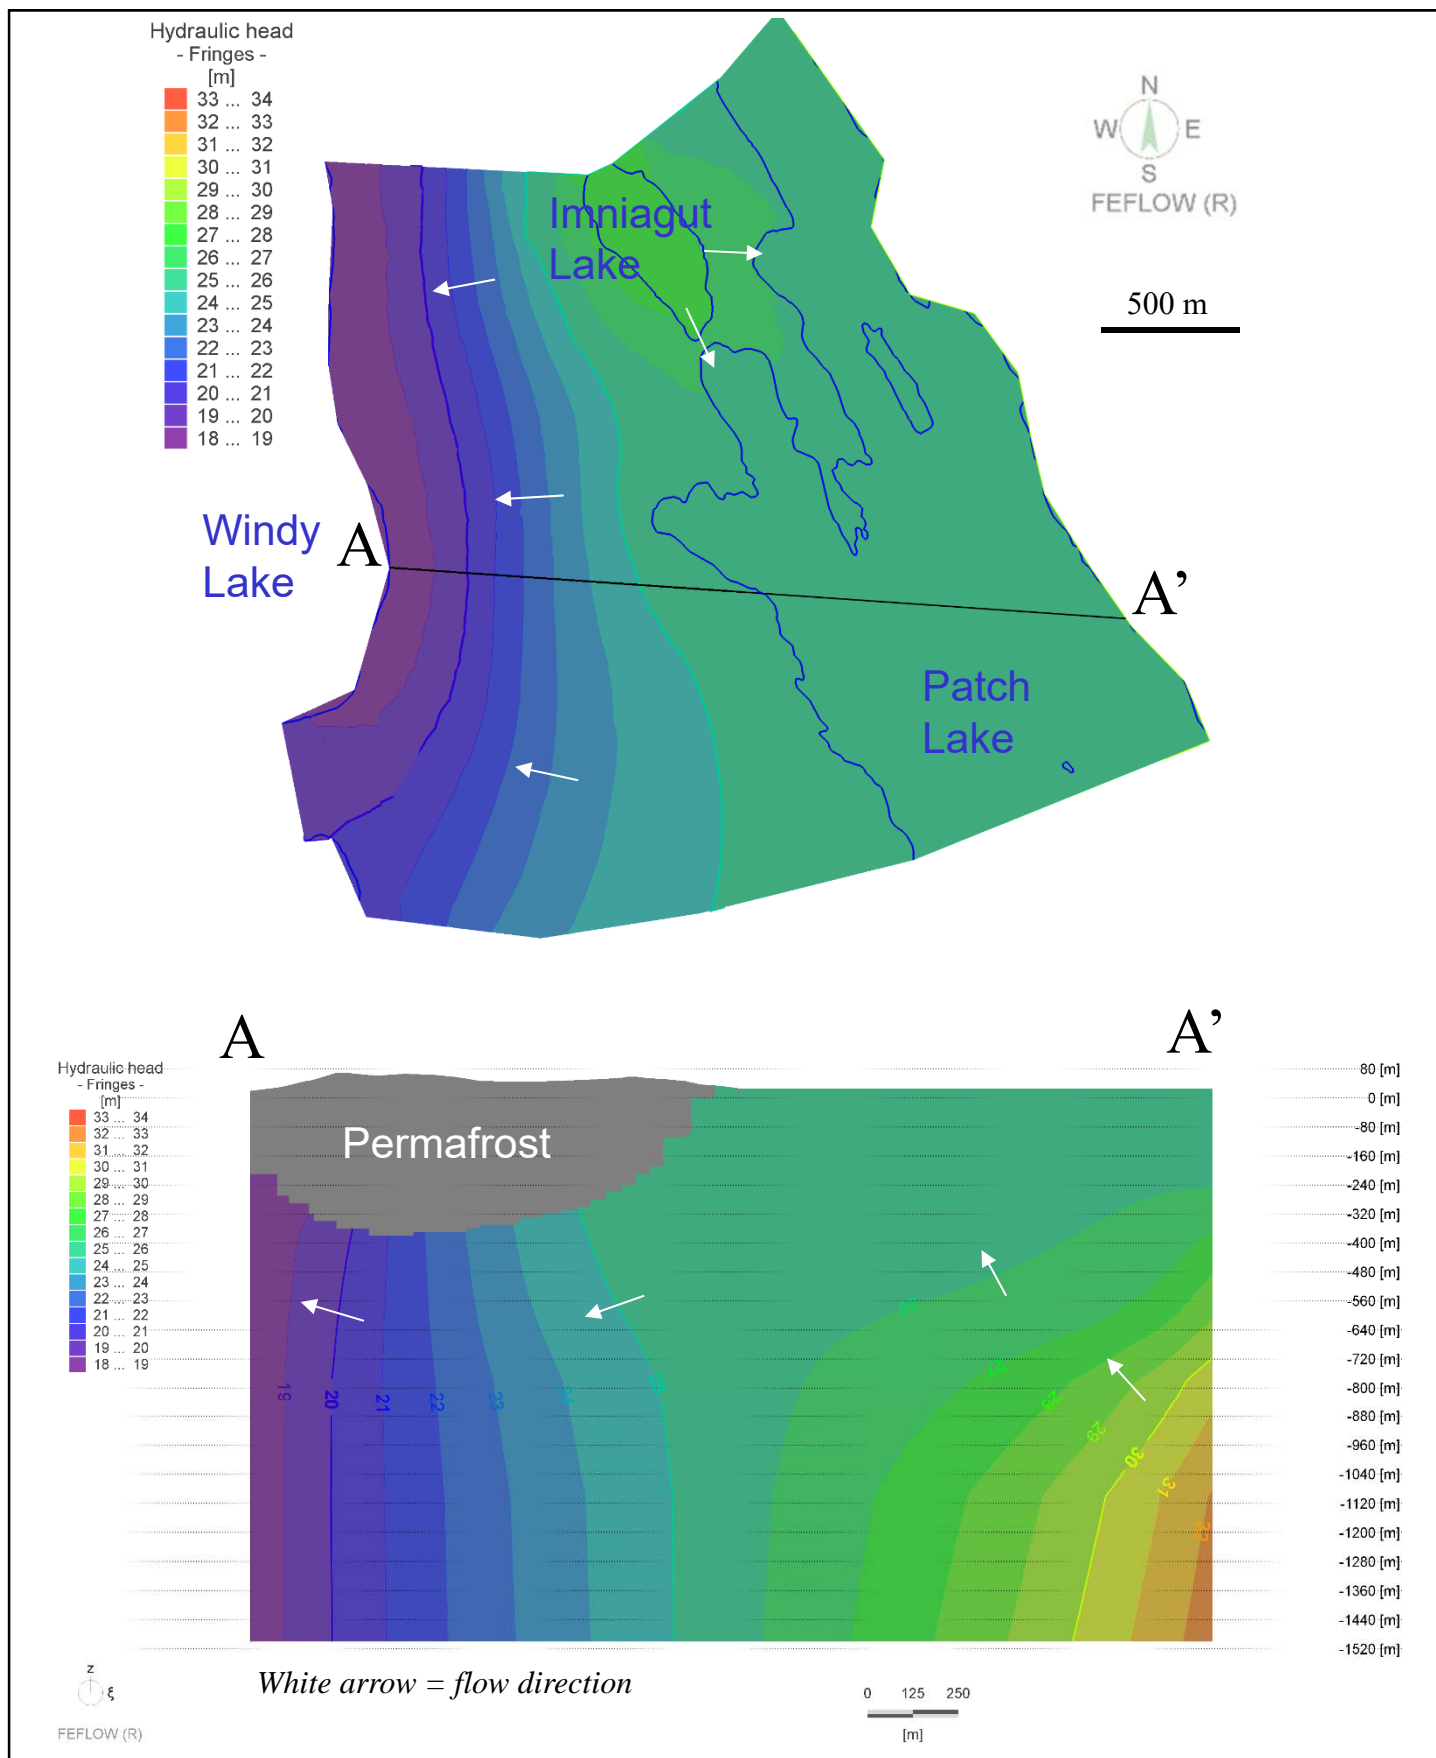 Hydraulic head
- Fringes -
[m]
33 ... 34
32 ... 33
31 ... 32
30 ... 31
29 ... 30
28 ... 29
27 ... 28
26 ... 27
25 ... 26
24 ... 25
23 ... 24
22 ... 23
21 ... 22
20 ... 21
19 ... 20
18 ... 19
N
W E
S
FEFLOW (R)
500 m
Imniagut
Lake
Windy
Lake
A
A’
Patch
Lake
A
A’
Hydraulic head
- Fringes -
[m]
33 ... 34
32 ... 33
31 ... 32
30 ... 31
29 ... 30
28 ... 29
27 ... 28
26 ... 27
25 ... 26
24 ... 25
23 ... 24
22 ... 23
21 ... 22
20 ... 21
19 ... 20
18 ... 19
Permafrost
80 [m]
0 [m]
-80 [m]
-160 [m]
-240 [m]
-320 [m]
-400 [m]
-480 [m]
-560 [m]
-640 [m]
-720 [m]
-800 [m]
-880 [m]
-960 [m]
-1040 [m]
-1120 [m]
-1200 [m]
-1280 [m]
-1360 [m]
-1440 [m]
-1520 [m]
19
20
21
22
23
24
25
26
27
28
29
30
31
32
z
ξ
FEFLOW (R)
White arrow = flow direction
0 125 250
[m]